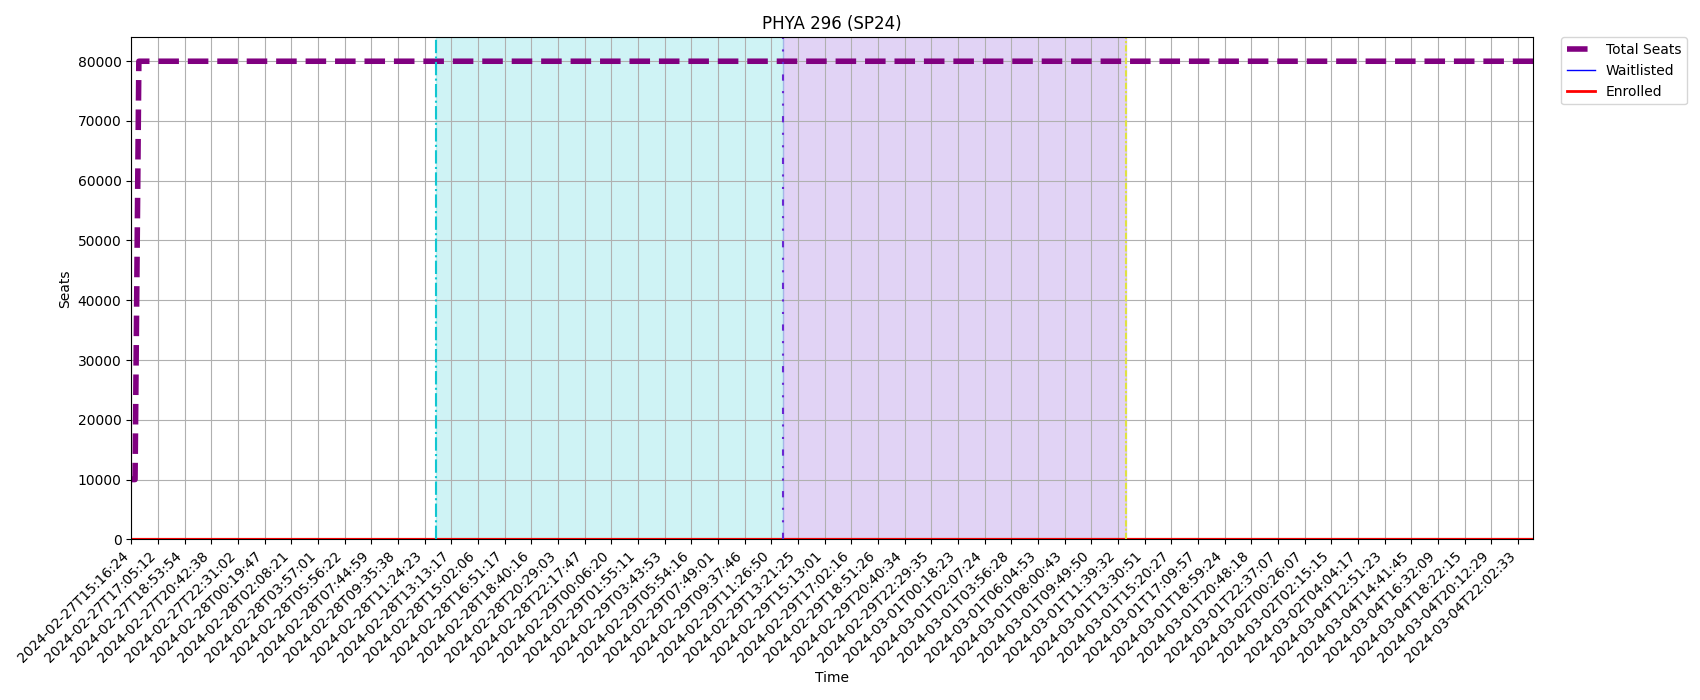 PHYA 296 (SP24)
Total Seats
Waitlisted
Enrolled
Seats
80000
70000
60000
50000
40000
30000
20000
10000
0
2024-02-27T15:16:24
2024-02-27T17:05:12
2024-02-27T18:53:54
2024-02-27T20:42:38
2024-02-27T22:31:02
2024-02-28T00:19:47
2024-02-28T02:08:21
2024-02-28T03:57:01
2024-02-28T05:56:22
2024-02-28T07:44:59
2024-02-28T09:35:38
2024-02-28T11:24:23
2024-02-28T13:13:17
2024-02-28T15:02:06
2024-02-28T16:51:17
2024-02-28T18:40:16
2024-02-28T20:29:03
2024-02-28T22:17:47
2024-02-29T00:06:20
2024-02-29T01:55:11
2024-02-29T03:43:53
2024-02-29T05:54:16
2024-02-29T07:49:01
2024-02-29T09:37:46
2024-02-29T11:26:50
2024-02-29T13:21:25
2024-02-29T15:13:01
2024-02-29T17:02:16
2024-02-29T18:51:26
2024-02-29T20:40:34
2024-02-29T22:29:35
2024-03-01T00:18:23
2024-03-01T02:07:24
2024-03-01T03:56:28
2024-03-01T06:04:53
2024-03-01T08:00:43
2024-03-01T09:49:50
2024-03-01T11:39:32
2024-03-01T13:30:51
2024-03-01T15:20:27
2024-03-01T17:09:57
2024-03-01T18:59:24
2024-03-01T20:48:18
2024-03-01T22:37:07
2024-03-02T00:26:07
2024-03-02T02:15:15
2024-03-02T04:04:17
2024-03-04T12:51:23
2024-03-04T14:41:45
2024-03-04T16:32:09
2024-03-04T18:22:15
2024-03-04T20:12:29
2024-03-04T22:02:33
Time